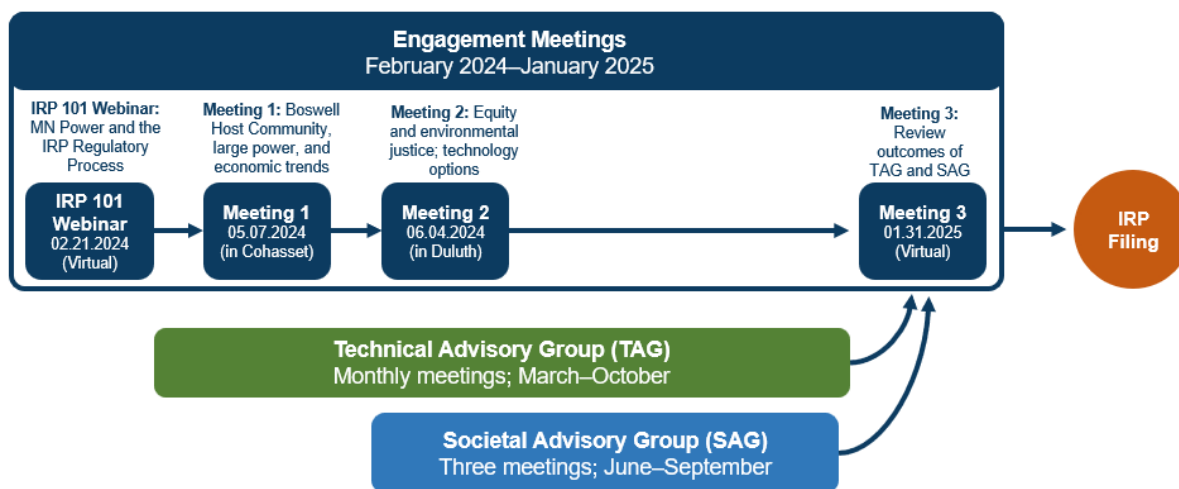 Engagement Meetings
February 2024–January 2025
IRP 101 Webinar:
MN Power and the
IRP Regulatory
Process
Meeting 1: Boswell
Host Community,
large power, and
economic trends
Meeting 2: Equity
and environmental
justice; technology
options
Meeting 3:
Review
outcomes of
TAG and SAG
IRP 101
Webinar
02.21.2024
(Virtual)
Meeting 1
05.07.2024
(in Cohasset)
Meeting 2
06.04.2024
(in Duluth)
Meeting 3
01.31.2025
(Virtual)
IRP
Filing
Technical Advisory Group (TAG)
Monthly meetings; March–October
Societal Advisory Group (SAG)
Three meetings; June–September